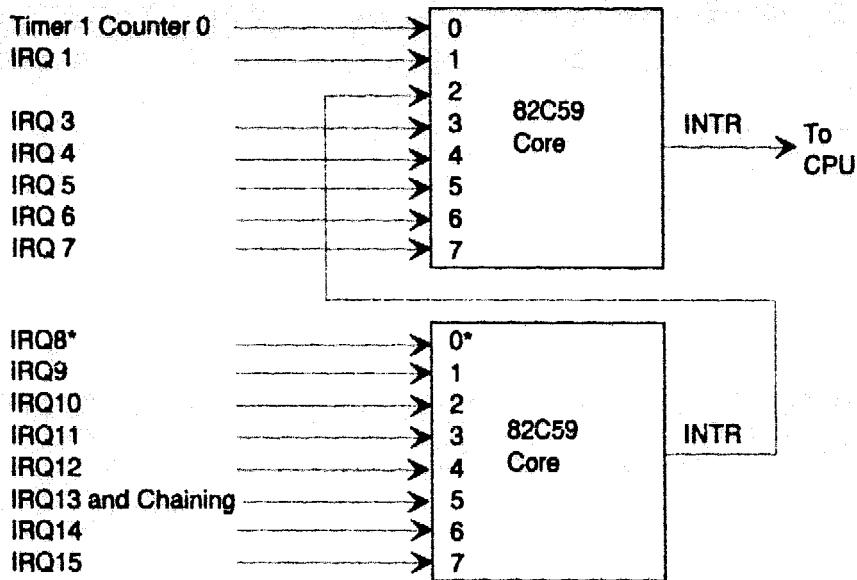 Timer 1 Counter 0
IRQ 1
IRQ 3
IRQ 4
IRQ 5
IRQ 6
IRQ 7
0
1
2
3
4
5
6
7
82C59
Core
INTR
To
CPU
IRQ8*
IRQ9
IRQ10
IRQ11
IRQ12
IRQ13 and Chaining
IRQ14
IRQ15
0*
1
2
3
4
5
6
7
82C59
Core
INTR